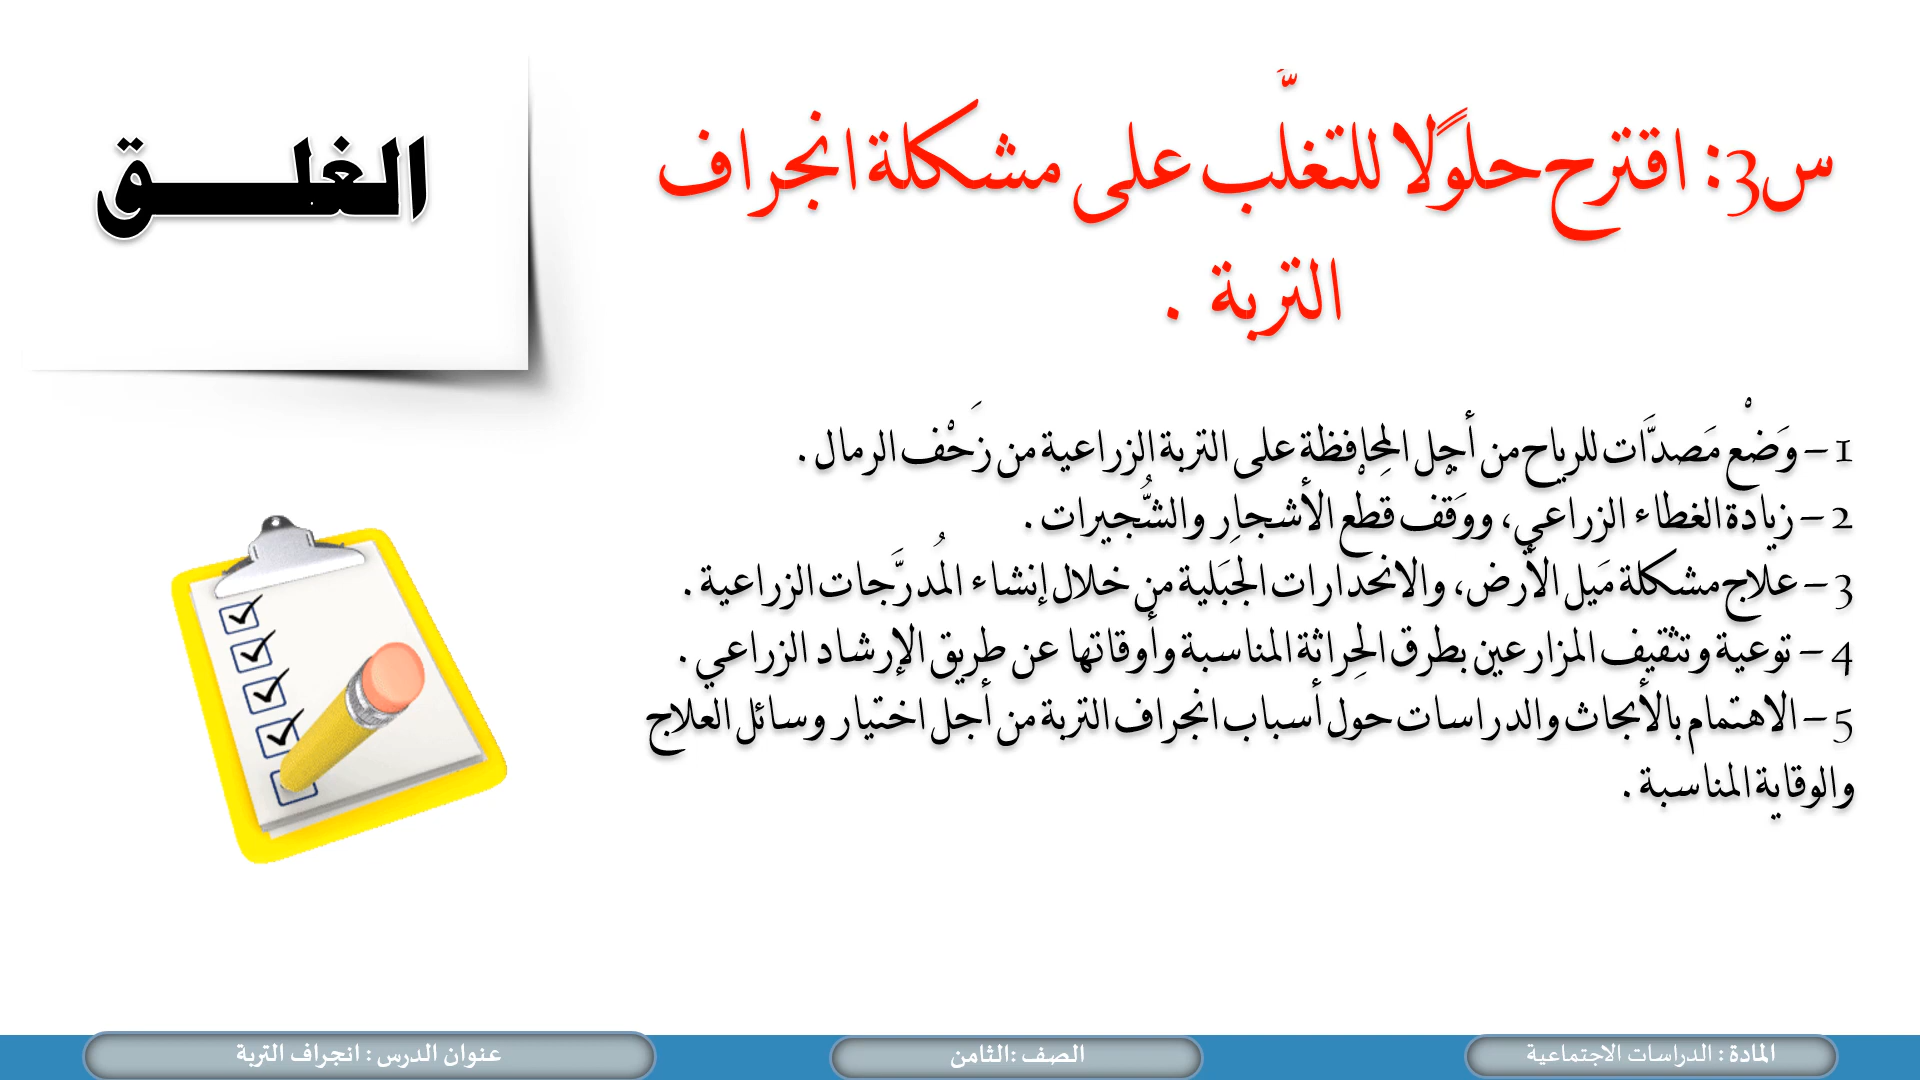 الغلـــــق
س3: اقترح حلولًا للتغلَّب على مشكلة انجراف
التربة .
1 – وَضْع مَصدَّات للرياح من أجل المحافظة على التربة الزراعية من زَحْف الرمال .
2 – زيادة الغطاء الزراعي، ووَقْف قطْع الأشجار والشُّجيرات .
3 – علاج مشكلة مَيل الأرض، والانحدارات الجَبَلية من خلال إنشاء المُدرَّجات الزراعية .
4 – توعية وتثقيف المزارعين بطرق الحِراثة المناسبة وأوقاتها عن طريق الإرشاد الزراعي .
5 – الاهتمام بالأبحاث والدراسات حول أسباب انجراف التربة من أجل اختيار وسائل العلاج
والوقاية المناسبة .
المادة : الدراسات الاجتماعية
الصف :الثامن
عنوان الدرس : انجراف التربة